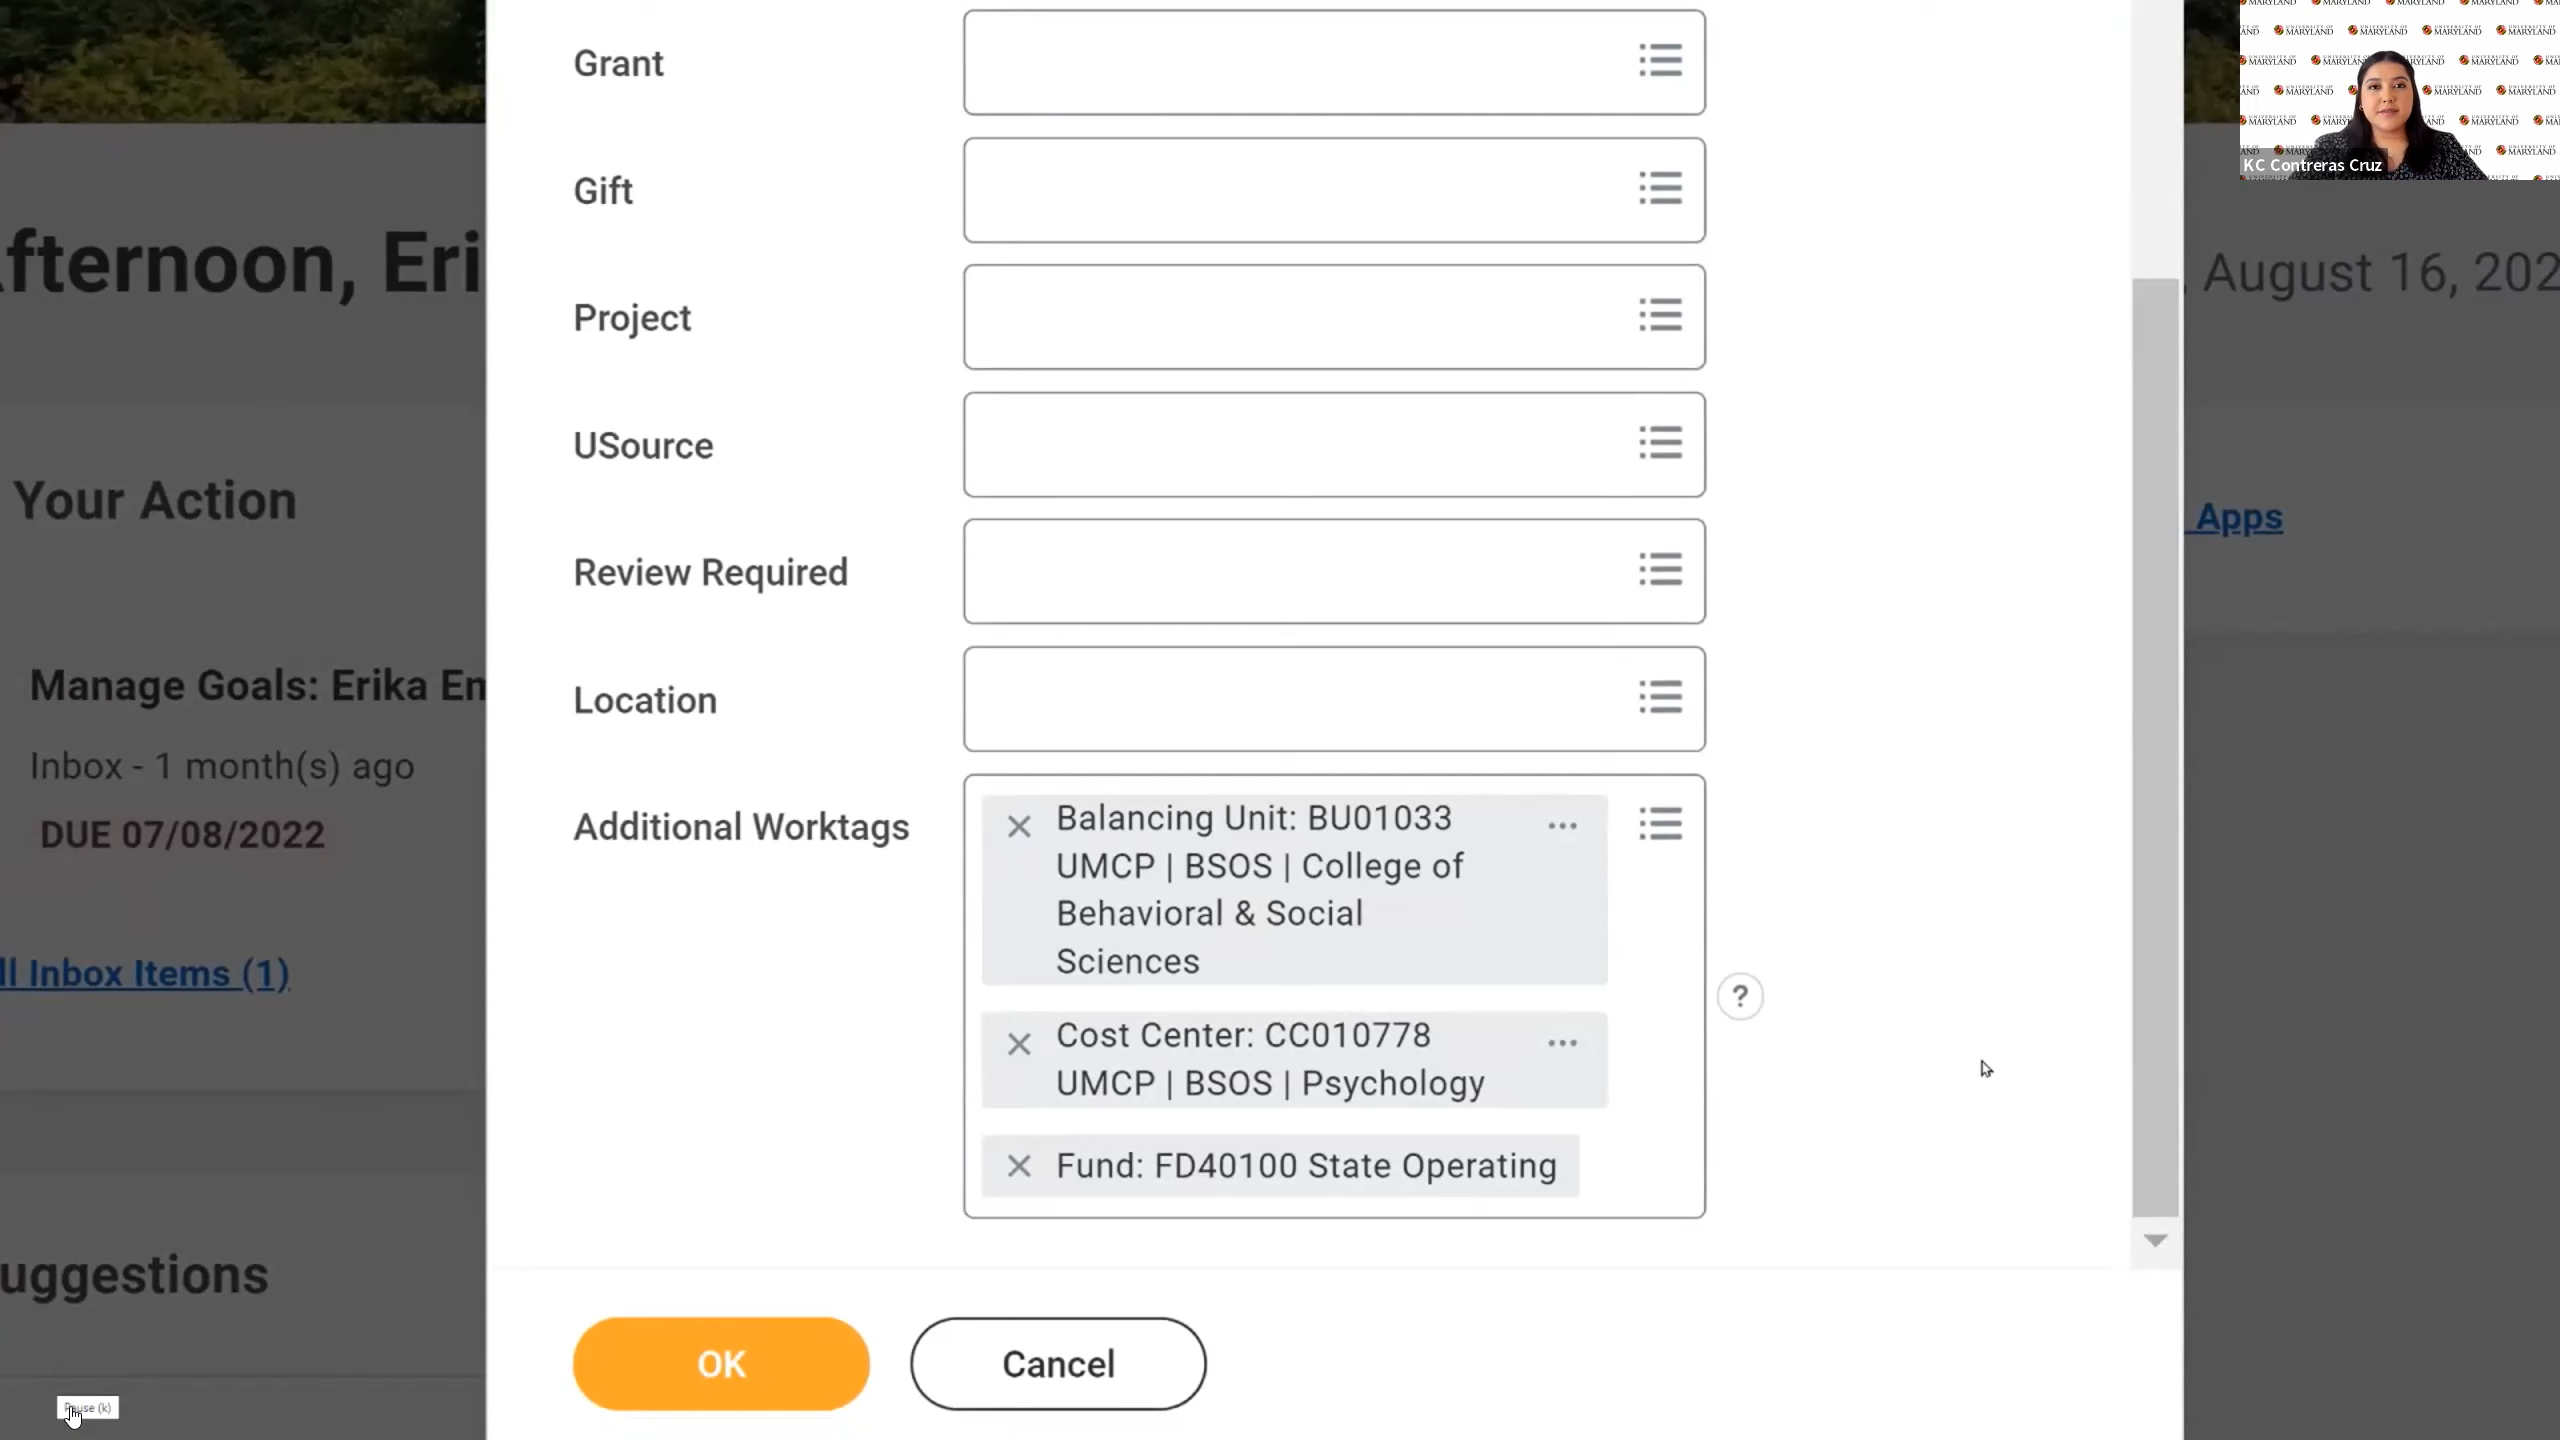 Grant
Gift
Project
USource
Review Required
Location
Additional Worktags
Balancing Unit: BU01033
UMCP | BSOS | College of
Behavioral & Social
Sciences
Cost Center: CC010778
UMCP | BSOS | Psychology
Fund: FD40100 State Operating
?
OK
Cancel
fternoon, Eri
August 16, 202
Your Action
Apps
Manage Goals: Erika En
Inbox - 1 month(s) ago
DUE 07/08/2022
ll Inbox Items (1)
uggestions
KC Contreras Cruz
UNIVERSITY OF
MARYLAND